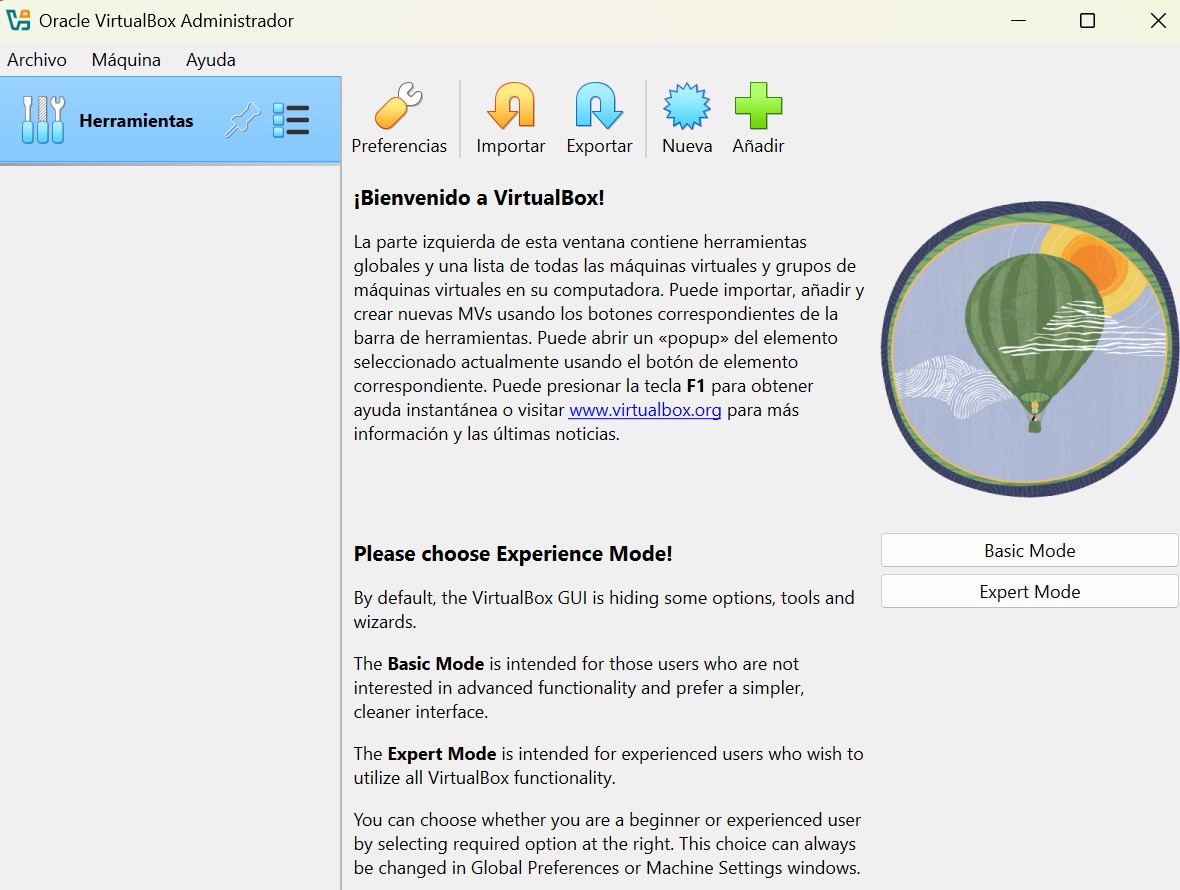 Oracle VirtualBox Administrador
Archivo Máquina Ayuda
Herramientas
Preferencias Importar Exportar Nueva Añadir
¡Bienvenido a VirtualBox!
La parte izquierda de esta ventana contiene herramientas
globales y una lista de todas las máquinas virtuales y grupos de
máquinas virtuales en su computadora. Puede importar, añadir y
crear nuevas MVs usando los botones correspondientes de la
barra de herramientas. Puede abrir un «popup» del elemento
seleccionado actualmente usando el botón de elemento
correspondiente. Puede presionar la tecla F1 para obtener
ayuda instantánea o visitar www.virtualbox.org para más
información y las últimas noticias.
Please choose Experience Mode!
By default, the VirtualBox GUI is hiding some options, tools and
wizards.
The Basic Mode is intended for those users who are not
interested in advanced functionality and prefer a simpler,
cleaner interface.
The Expert Mode is intended for experienced users who wish to
utilize all VirtualBox functionality.
You can choose whether you are a beginner or experienced user
by selecting required option at the right. This choice can always
be changed in Global Preferences or Machine Settings windows.
Basic Mode
Expert Mode